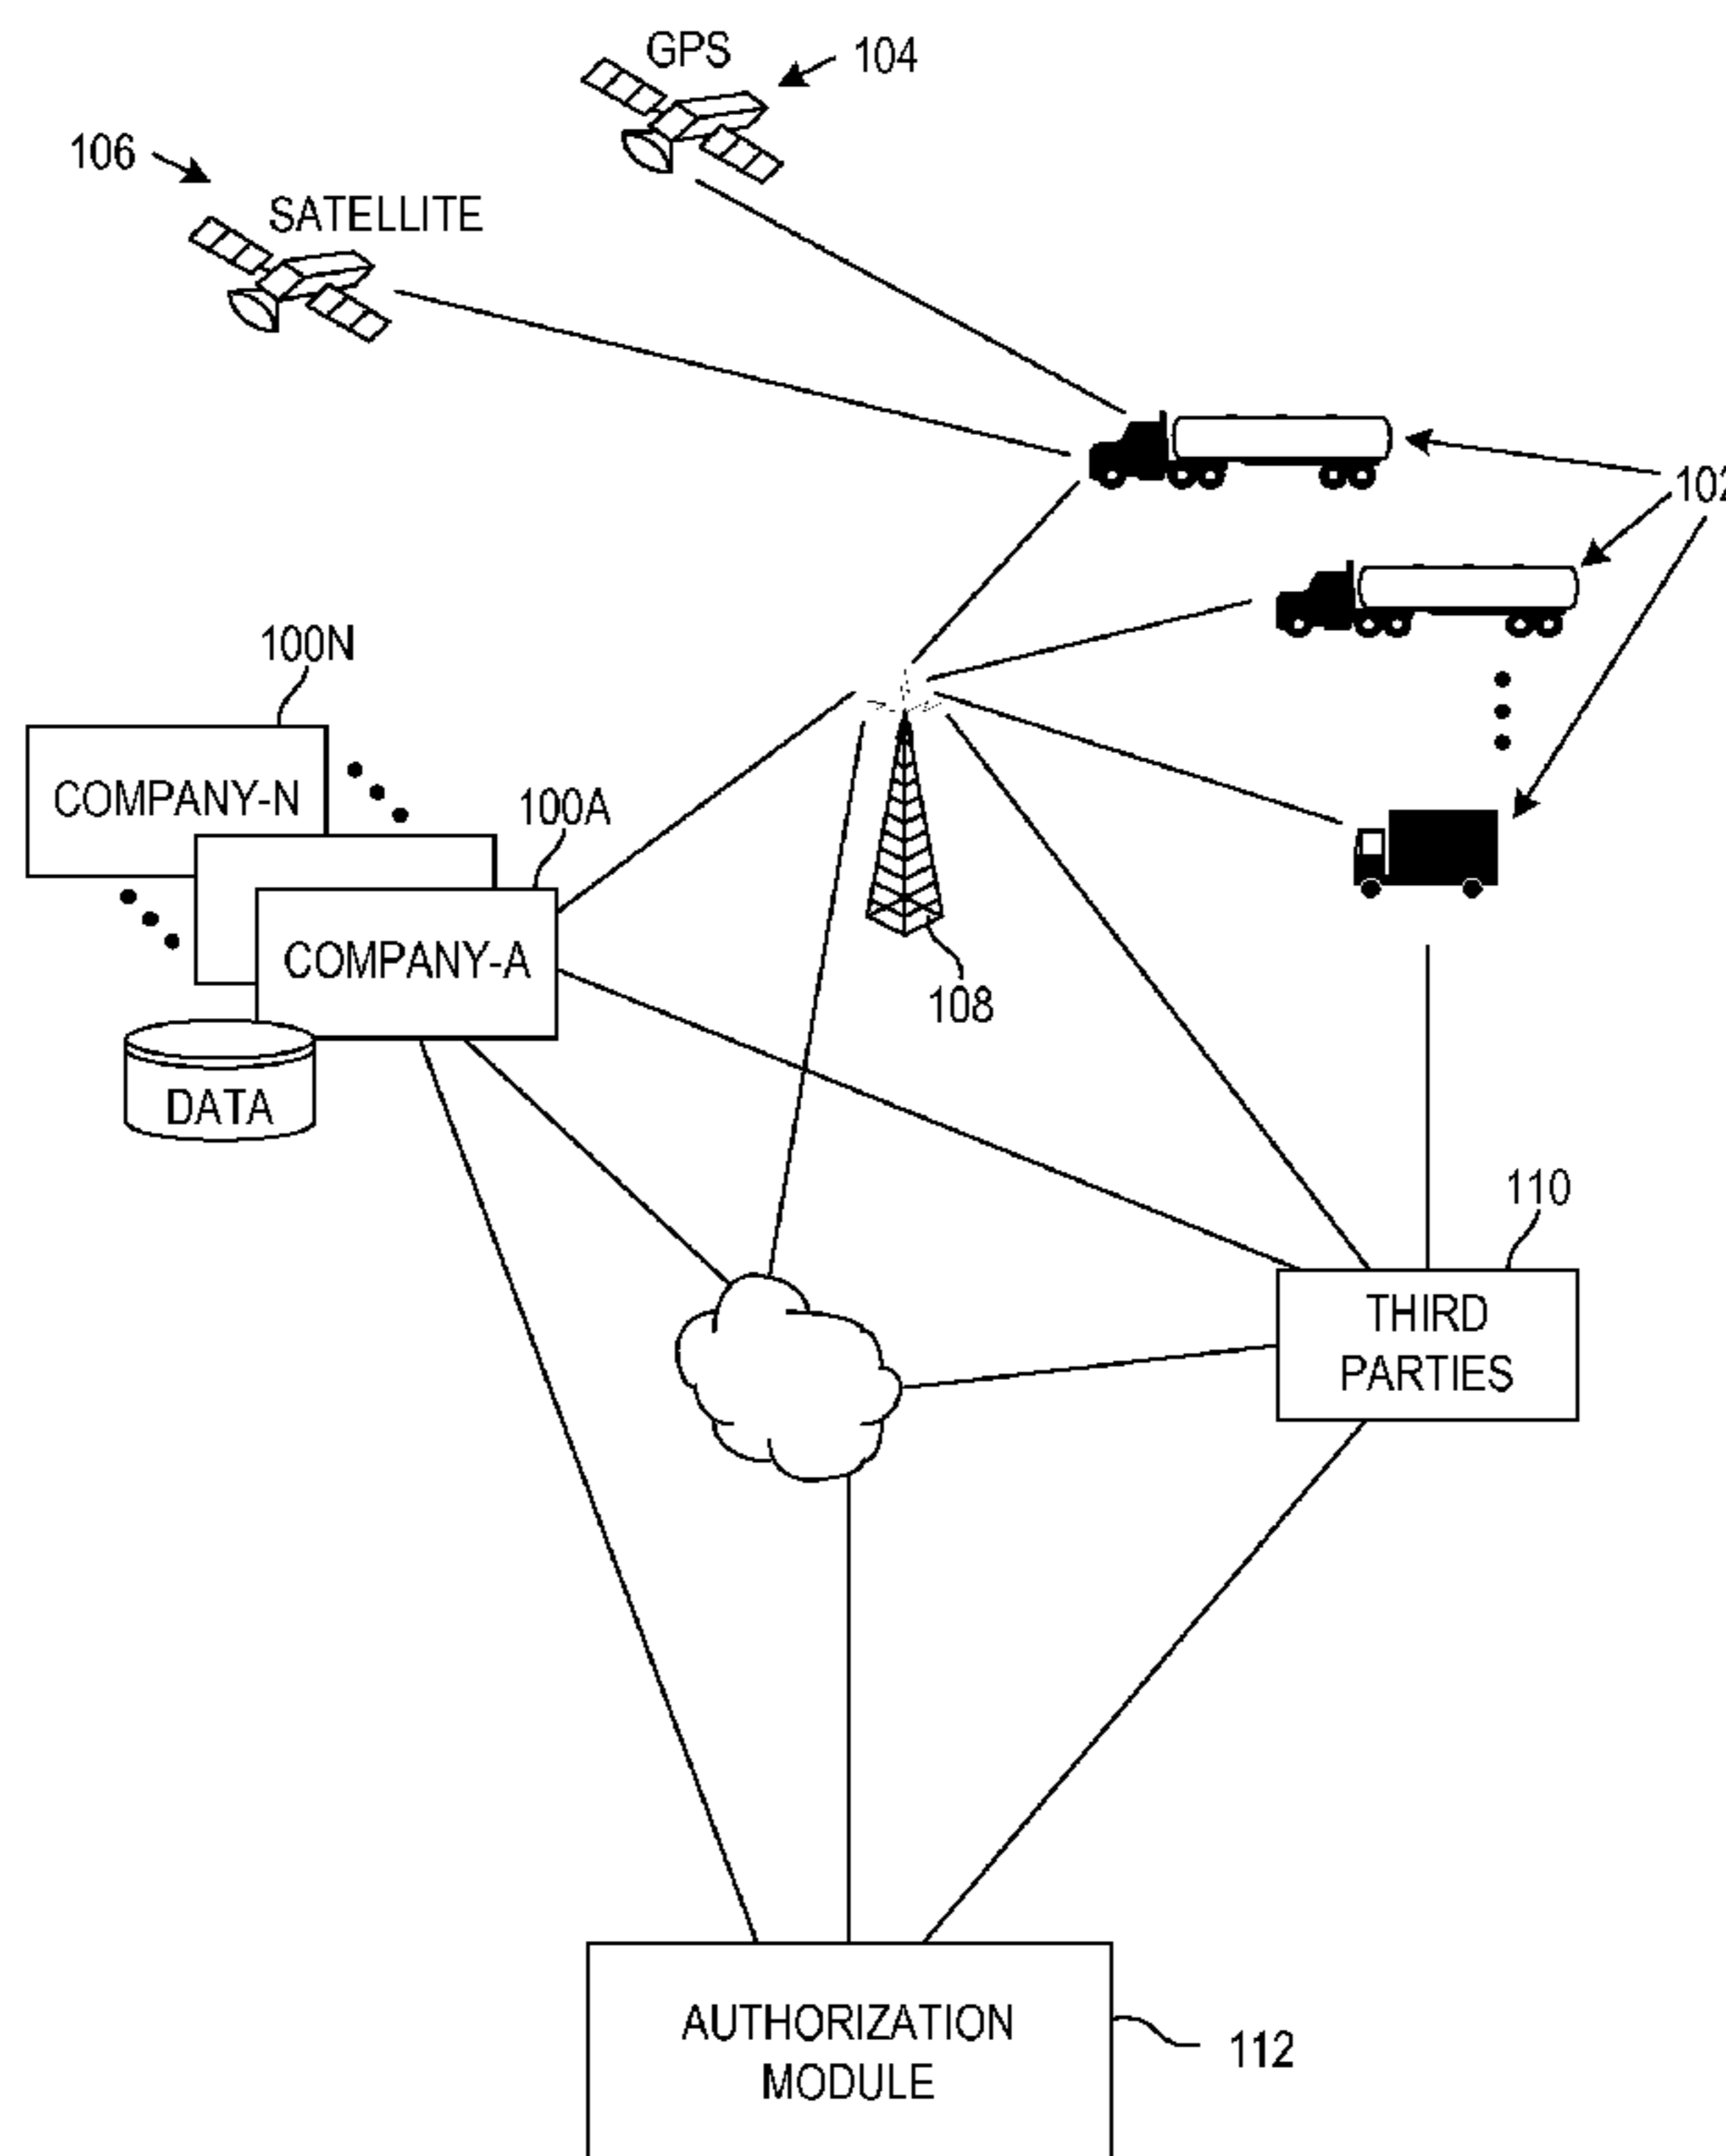 GPS
104
106
SATELLITE
102
100N
COMPANY-N
100A
COMPANY-A
108
DATA
110
THIRD
PARTIES
AUTHORIZATION
MODULE
112